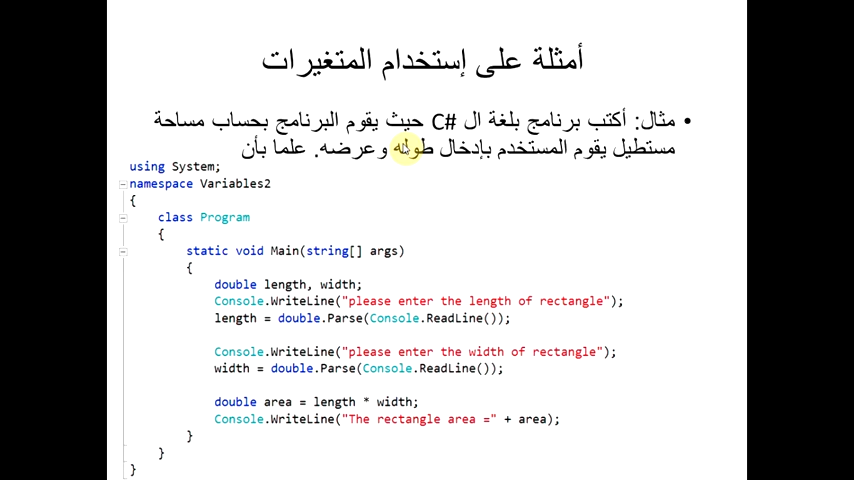 أمثلة على إستخدام المتغيرات
• مثال: أكتب برنامج بلغة ال C# حيث يقوم البرنامج بحساب مساحة
مستطيل يقوم المستخدم بإدخال طوله وعرضه. علما بأن
using System;
namespace Variables2
{
class Program
{
static void Main(string[] args)
{
double length, width;
Console.WriteLine("please enter the length of rectangle");
length = double.Parse(Console.ReadLine());
Console.WriteLine("please enter the width of rectangle");
width = double.Parse(Console.ReadLine());
double area = length * width;
Console.WriteLine("The rectangle area =" + area);
}
}
}